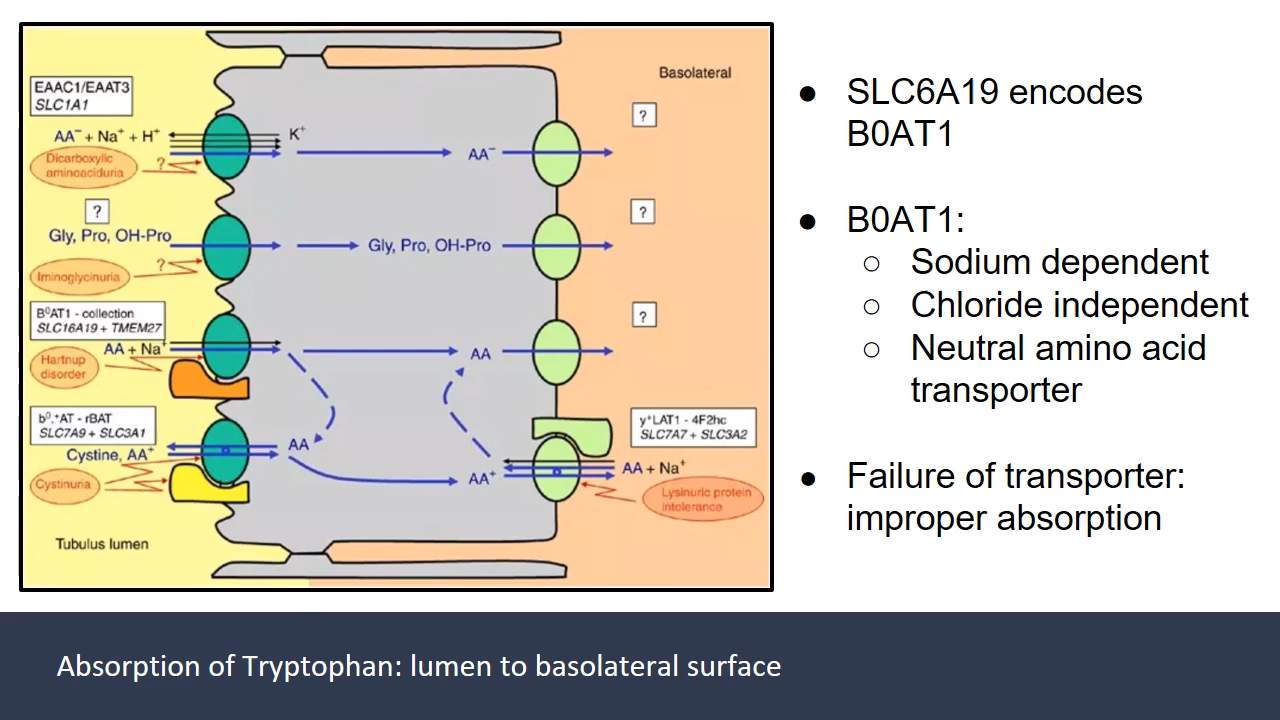 Basolateral
EAAC1/EAAT3
SLC1A1
?
AA⁻ + Na⁺ + H⁺
K⁺
Dicarboxylic
aminoaciduria
?
AA⁻
?
?
Gly, Pro, OH-Pro
Gly, Pro, OH-Pro
Iminoglycinuria
?
B⁰AT1 - collection
SLC16A19 + TMEM27
?
AA + Na⁺
AA
Hartnup
disorder
b⁰,⁺AT - rBAT
SLC7A9 + SLC3A1
y⁺LAT1 - 4F2hc
SLC7A7 + SLC3A2
Cystine, AA⁺
AA
AA⁺
AA + Na⁺
Cystinuria
Lysinuric protein
intolerance
Tubulus lumen
● SLC6A19 encodes
B0AT1
● B0AT1:
○ Sodium dependent
○ Chloride independent
○ Neutral amino acid
transporter
● Failure of transporter:
improper absorption
Absorption of Tryptophan: lumen to basolateral surface